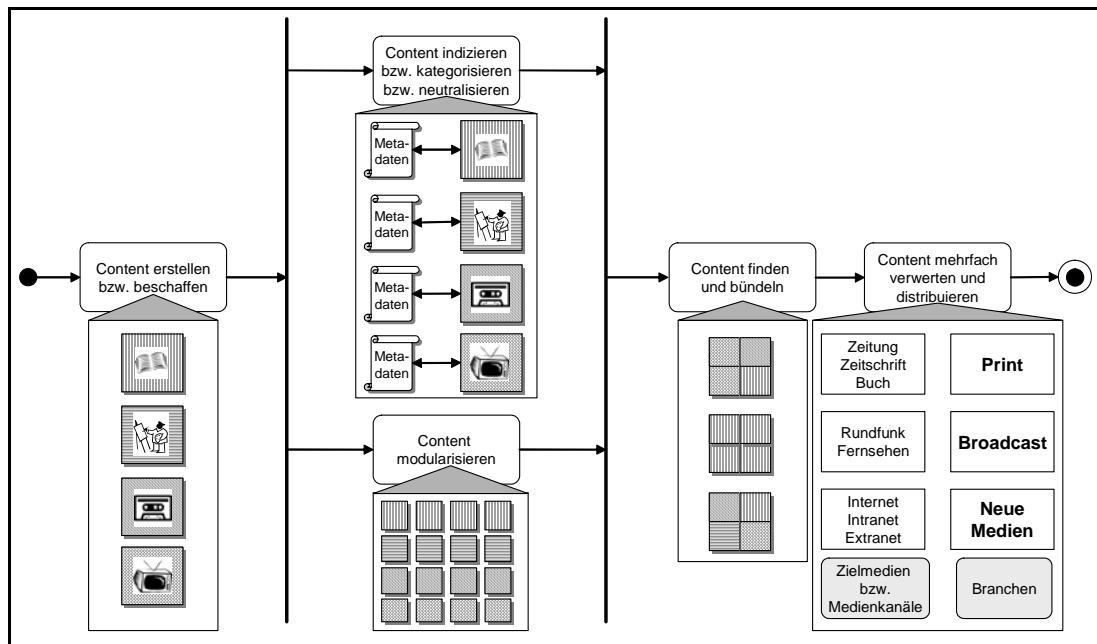 Content erstellen
bzw. beschaffen
Content indizieren
bzw. kategorisieren
bzw. neutralisieren
Meta-
daten
Meta-
daten
Meta-
daten
Meta-
daten
Content
modularisieren
Content finden
und bündeln
Content mehrfach
verwerten und
distribuieren
Zeitung
Zeitschrift
Buch
Print
Rundfunk
Fernsehen
Broadcast
Internet
Intranet
Extranet
Neue
Medien
Zielmedien
bzw.
Medienkanäle
Branchen